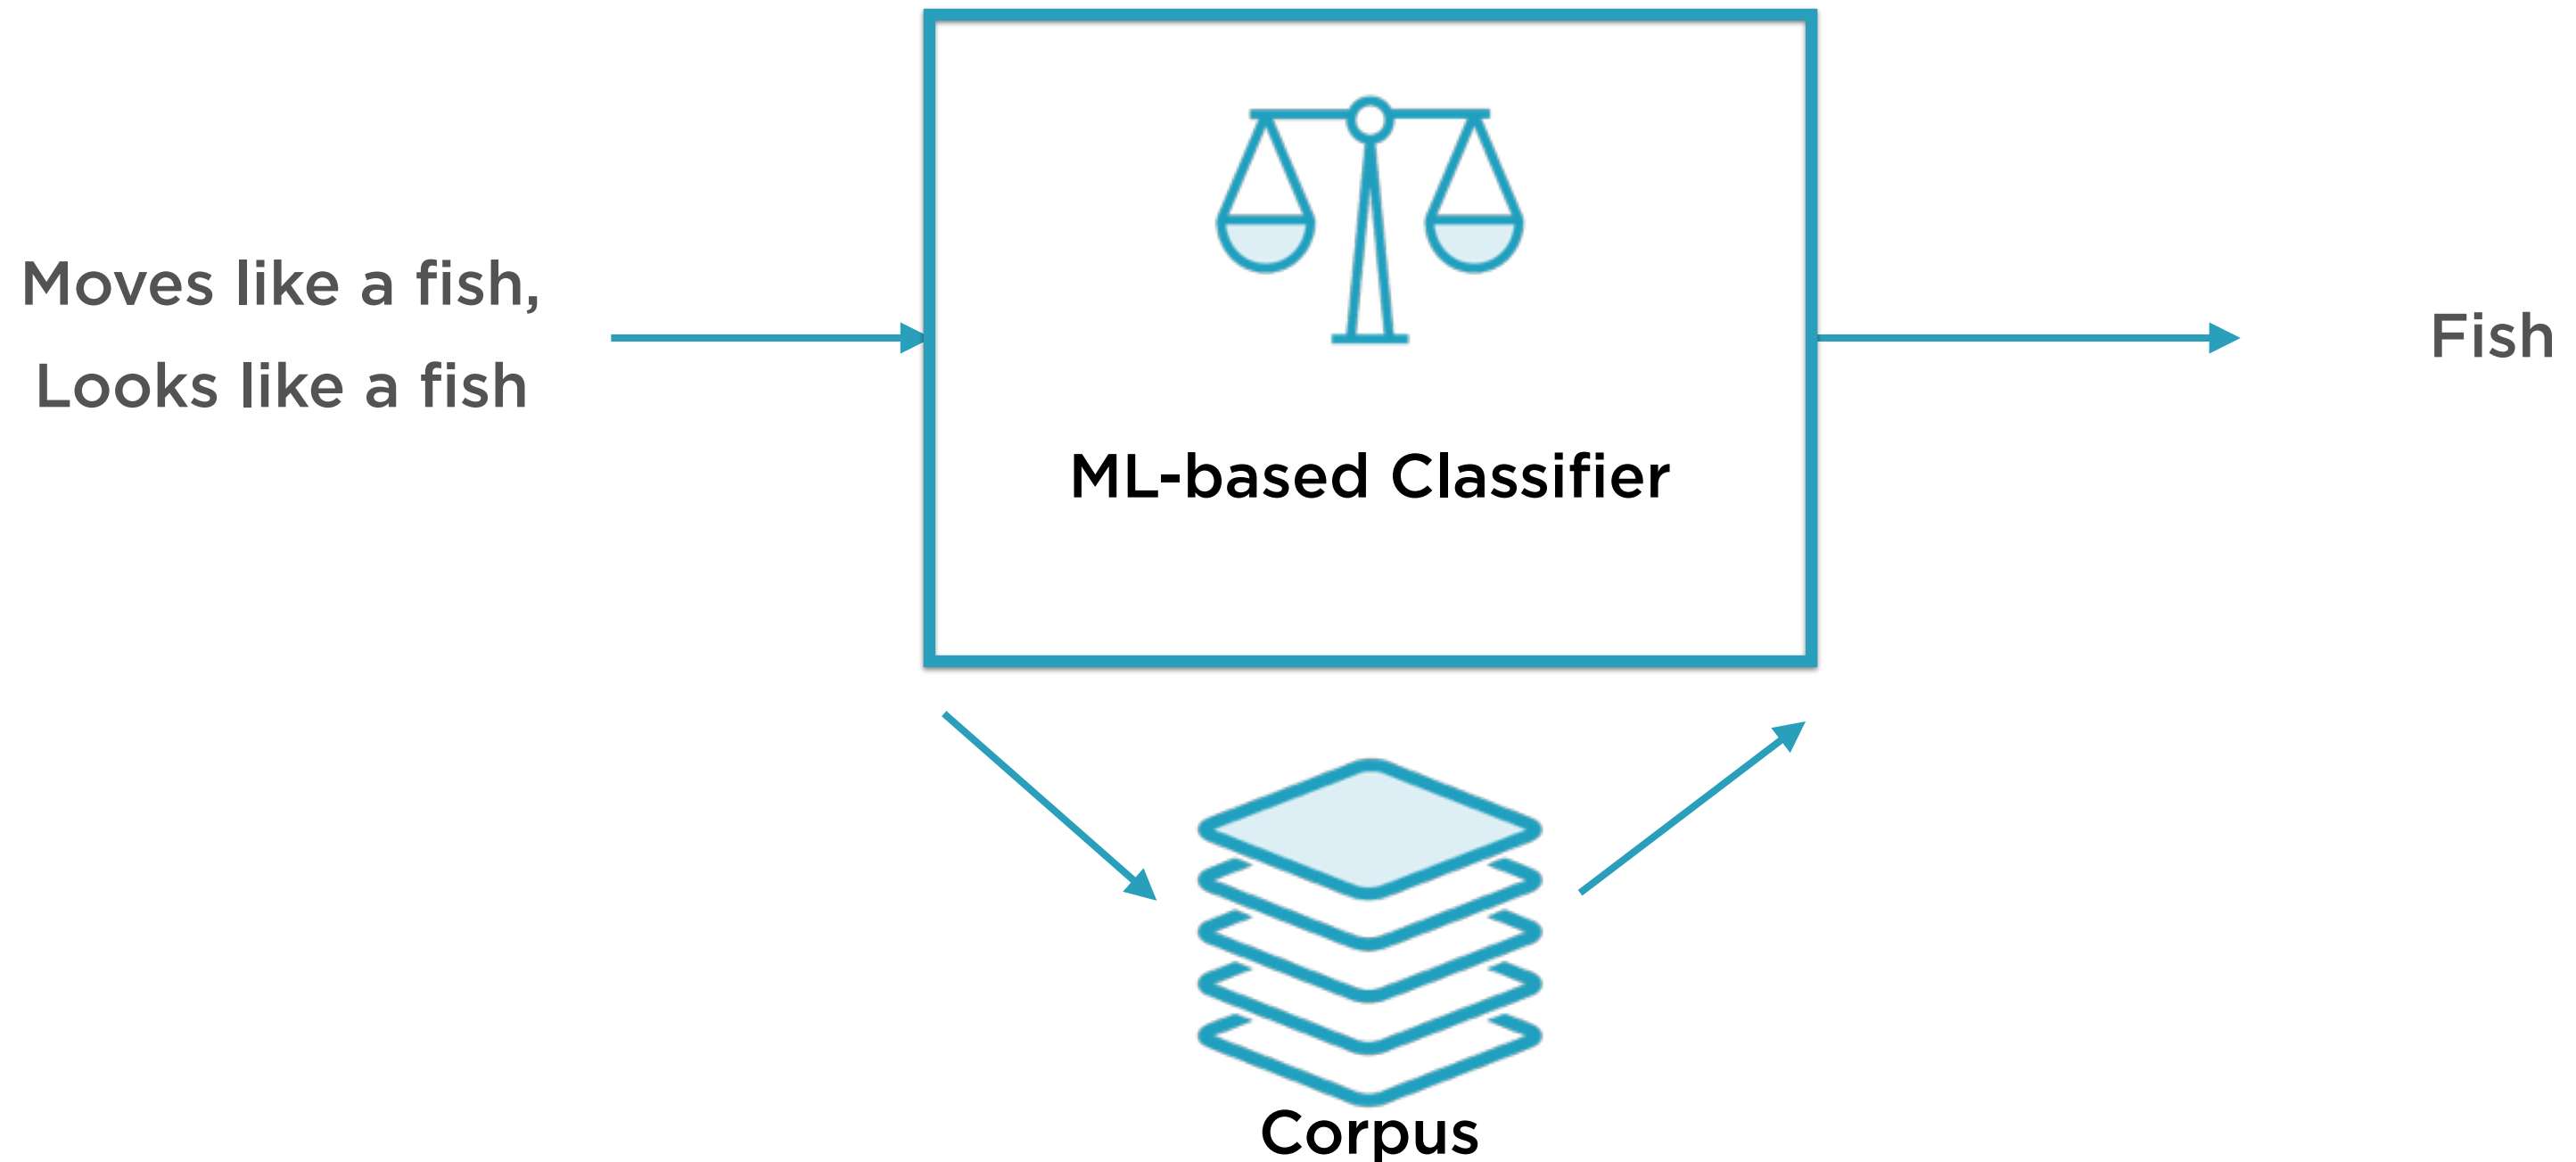 Moves like a fish,
Looks like a fish
ML-based Classifier
Fish
Corpus